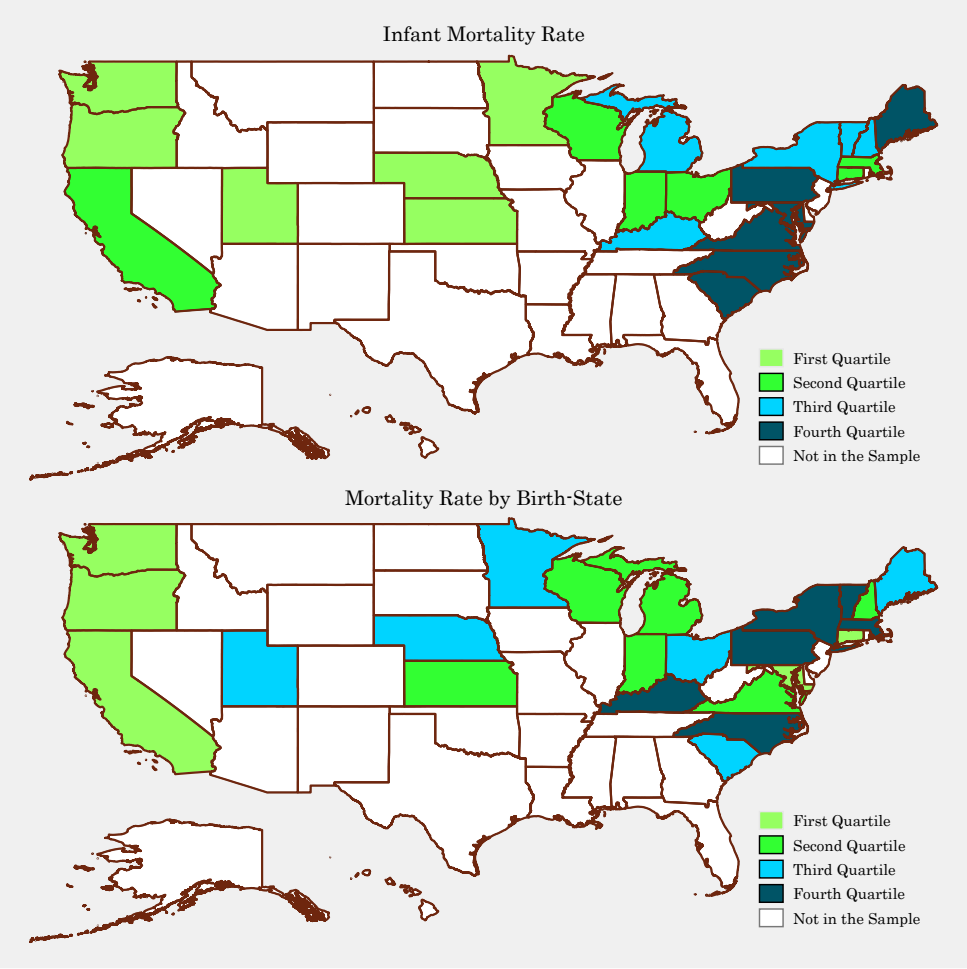 Infant Mortality Rate
First Quartile
Second Quartile
Third Quartile
Fourth Quartile
Not in the Sample
Mortality Rate by Birth-State
First Quartile
Second Quartile
Third Quartile
Fourth Quartile
Not in the Sample